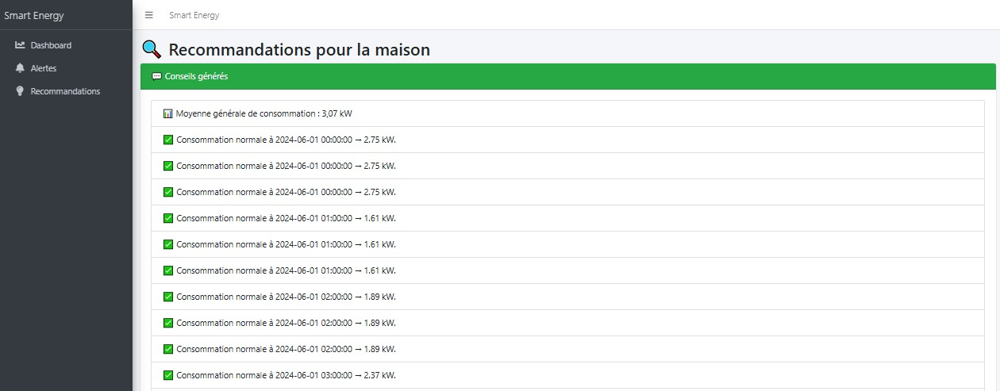 Smart Energy
Smart Energy
Dashboard
Alertes
Recommandations
Recommandations pour la maison
Conseils générés
Moyenne générale de consommation : 3,07 kW
Consommation normale à 2024-06-01 00:00:00 → 2.75 kW.
Consommation normale à 2024-06-01 00:00:00 → 2.75 kW.
Consommation normale à 2024-06-01 00:00:00 → 2.75 kW.
Consommation normale à 2024-06-01 01:00:00 → 1.61 kW.
Consommation normale à 2024-06-01 01:00:00 → 1.61 kW.
Consommation normale à 2024-06-01 01:00:00 → 1.61 kW.
Consommation normale à 2024-06-01 02:00:00 → 1.89 kW.
Consommation normale à 2024-06-01 02:00:00 → 1.89 kW.
Consommation normale à 2024-06-01 02:00:00 → 1.89 kW.
Consommation normale à 2024-06-01 03:00:00 → 2.37 kW.